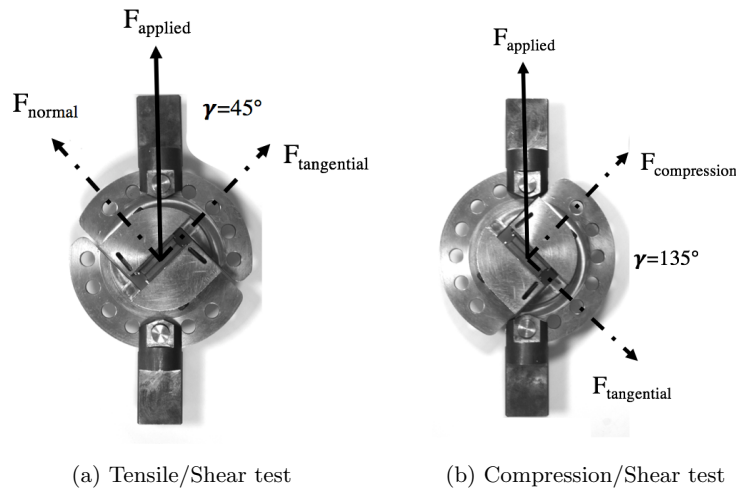 F_applied
F_applied
F_normal
γ=45°
F_tangential
F_compression
γ=135°
F_tangential
(a) Tensile/Shear test
(b) Compression/Shear test